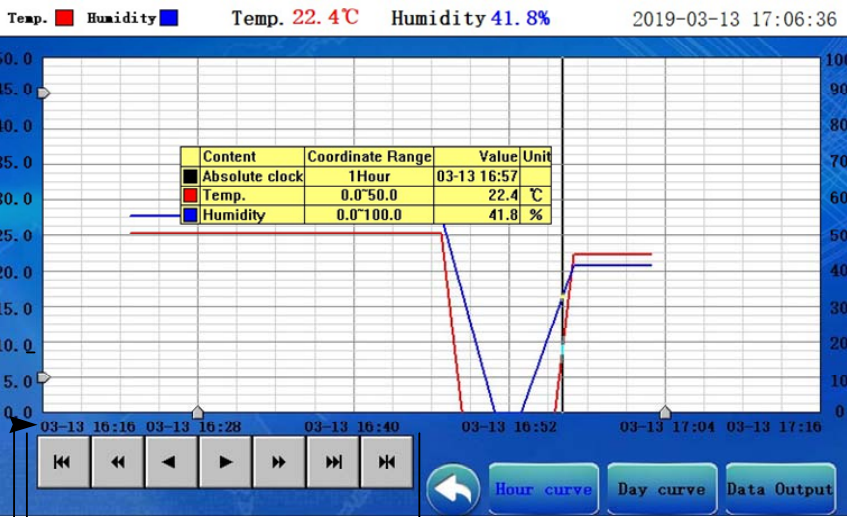 Temp. Humidity Temp. 22.4℃ Humidity 41.8% 2019-03-13 17:06:36
50.0 100
45.0 90
40.0 80
35.0 70
30.0 60
25.0 50
20.0 40
15.0 30
10.0 20
5.0 10
0.0 0
Content Coordinate Range Value Unit
Absolute clock 1Hour 03-13 16:57
Temp. 0.0~50.0 22.4 ℃
Humidity 0.0~100.0 41.8 %
03-13 16:16 03-13 16:28 03-13 16:40 03-13 16:52 03-13 17:04 03-13 17:16
Hour curve Day curve Data Output